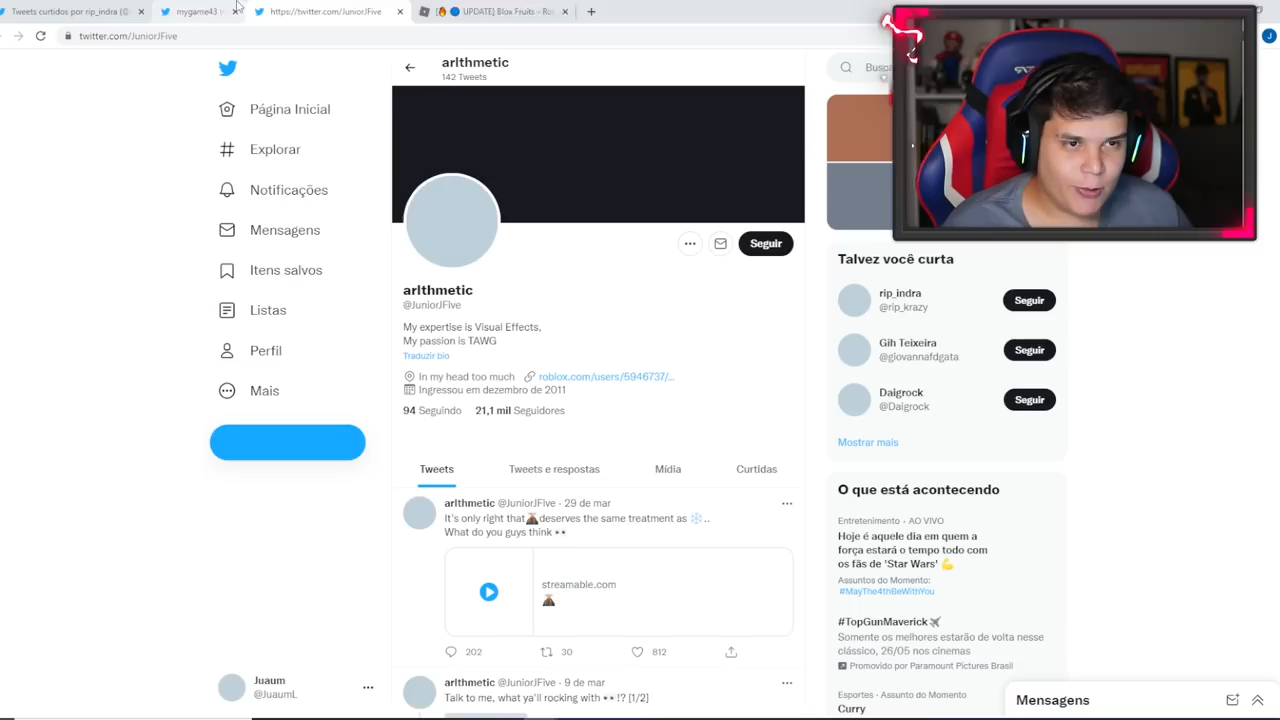 Tweets curtidos por rip_indra (@
mygame43
https://twitter.com/JuniorJFive
UPDATE) Blox Fruits - Ro
twitter.com/JuniorJFive
J
Página Inicial
Explorar
Notificações
Mensagens
Itens salvos
Listas
Perfil
Mais
Juaum
@JuaumL
arlthmetic
142 Tweets
Seguir
arlthmetic
@JuniorJFive
My expertise is Visual Effects,
My passion is TAWG
Traduzir bio
In my head too much roblox.com/users/5946737/...
Ingressou em dezembro de 2011
94 Seguindo 21,1 mil Seguidores
Tweets Tweets e respostas Mídia Curtidas
arlthmetic @JuniorJFive · 29 de mar
It's only right that🌋deserves the same treatment as ❄️..
What do you guys think 👀
streamable.com
🌋
202 30 812
arlthmetic @JuniorJFive · 9 de mar
Talk to me, what ya'll rocking with 👀 !? [1/2]
Talvez você curta
rip_indra
@rip_krazy
Seguir
Gih Teixeira
@giovannafdgata
Seguir
Daigrock
@Daigrock
Seguir
Mostrar mais
O que está acontecendo
Entretenimento · AO VIVO
Hoje é aquele dia em quem a
força estará o tempo todo com
os fãs de 'Star Wars' 💪
Assuntos do Momento:
#MayThe4thBeWithYou
#TopGunMaverick
Somente os melhores estarão de volta nesse
clássico, 26/05 nos cinemas
Promovido por Paramount Pictures Brasil
Esportes · Assunto do Momento
Curry
Mensagens